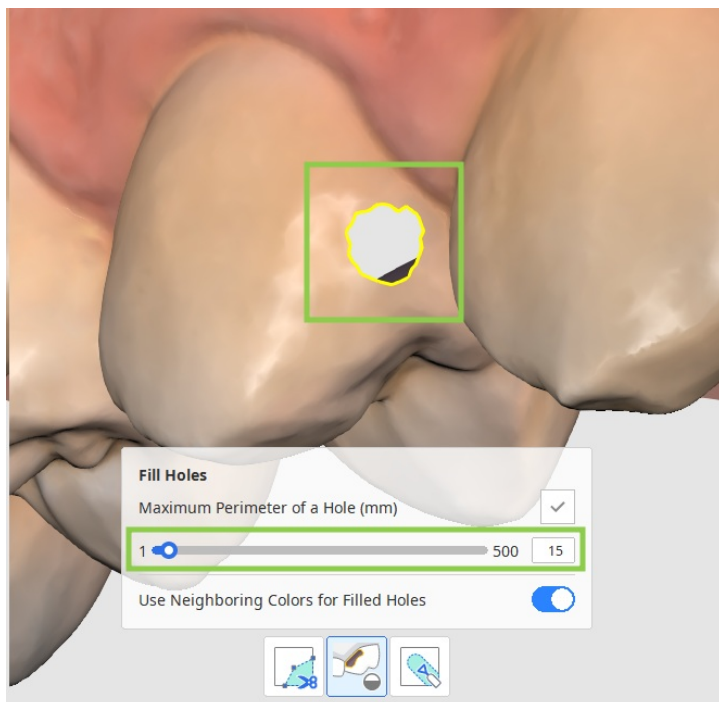 Fill Holes
Maximum Perimeter of a Hole (mm)
1 500 15
Use Neighboring Colors for Filled Holes